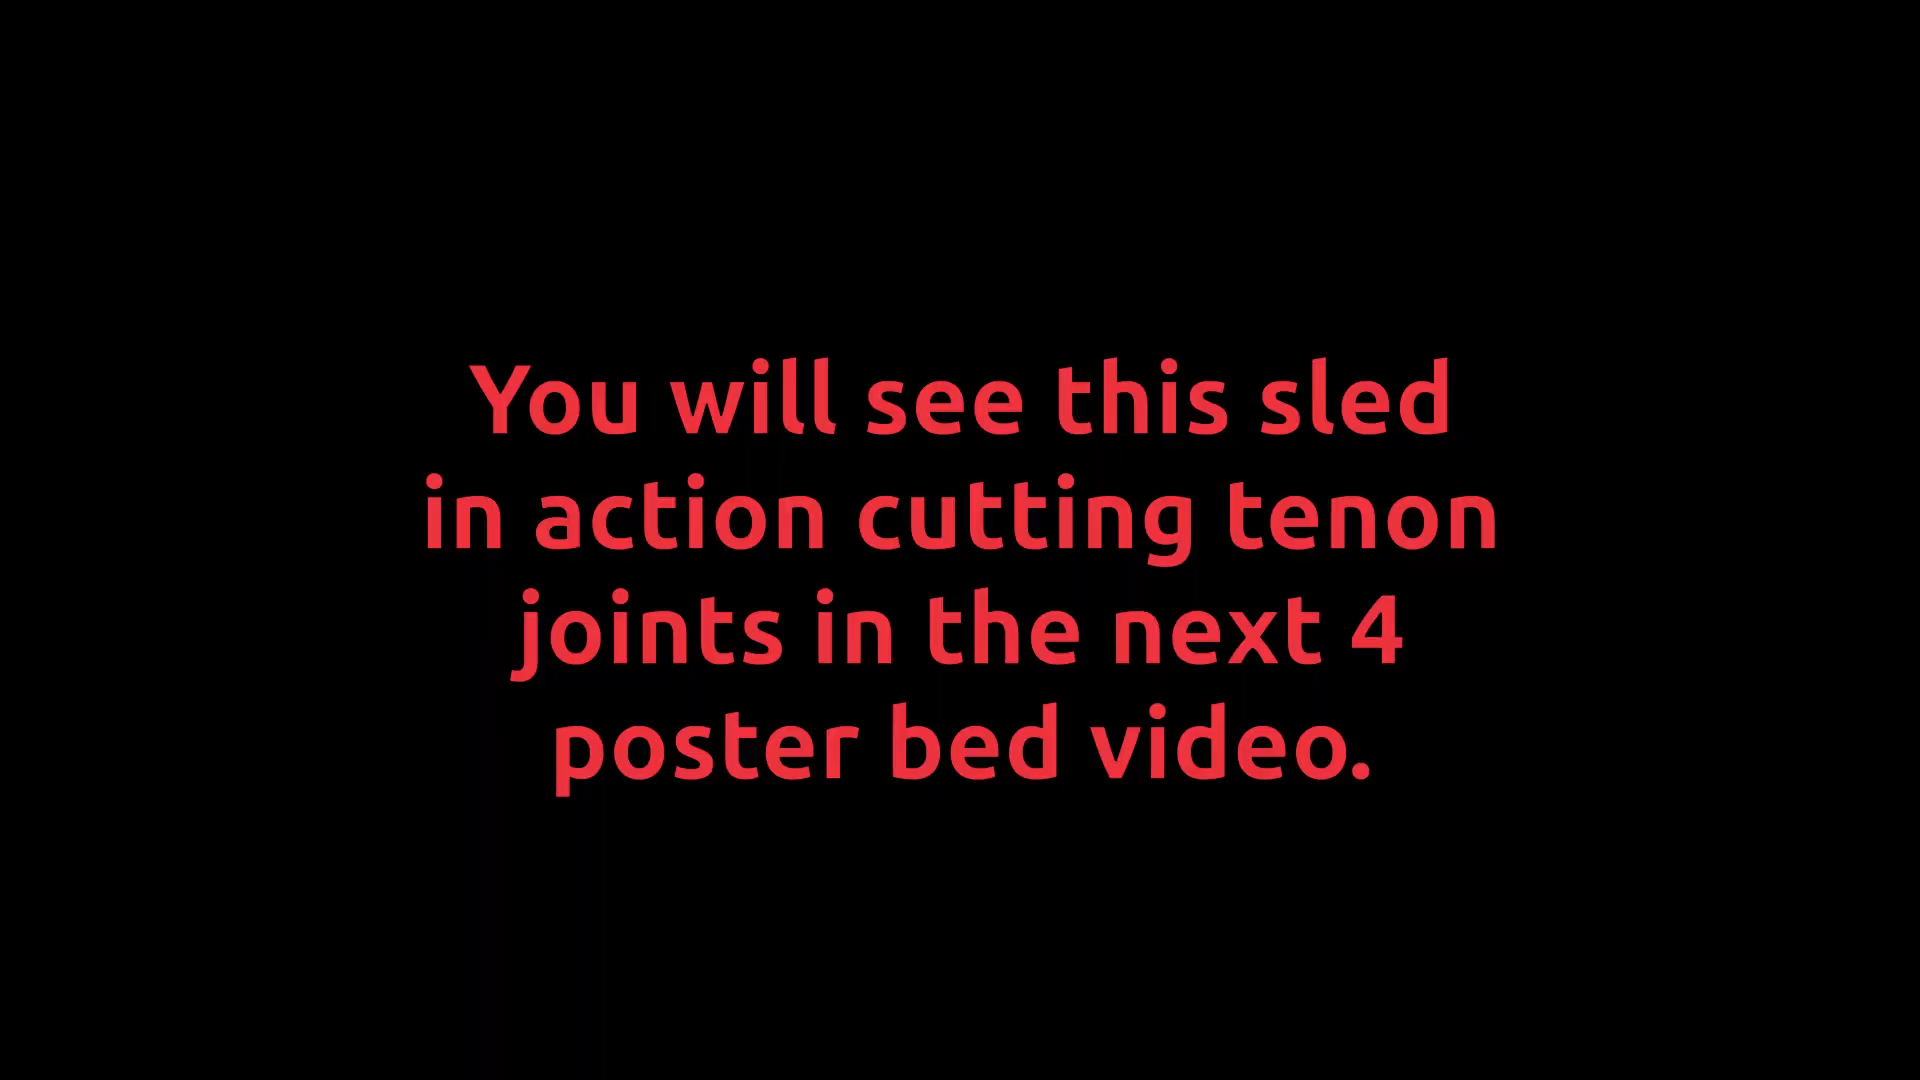 You will see this sled
in action cutting tenon
joints in the next 4
poster bed video.